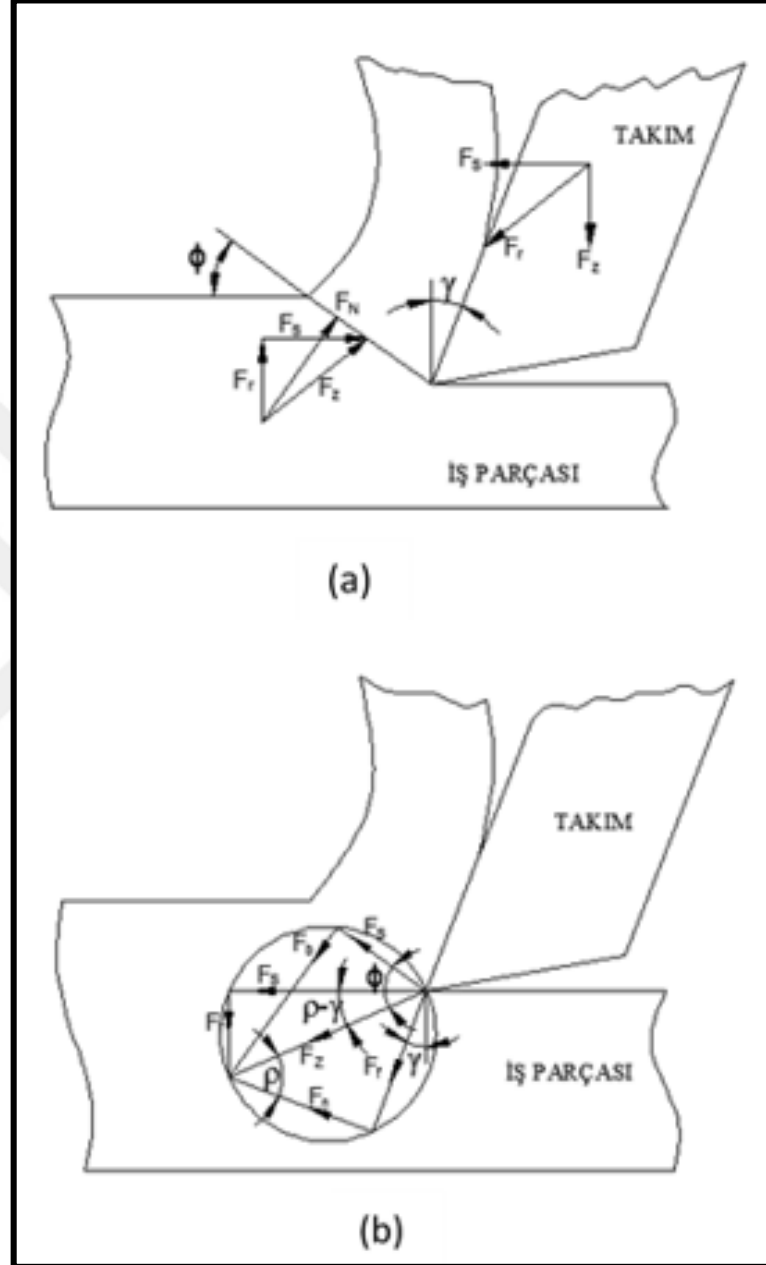 TAKIM
Fs
Fr
Fz
γ
ϕ
FN
Fs
Fr
Fz
İŞ PARÇASI
(a)
TAKIM
Fs
Fs
Fs
ϕ
ρ-γ
F
Fz
Fr
γ
ρ
İŞ PARÇASI
(b)